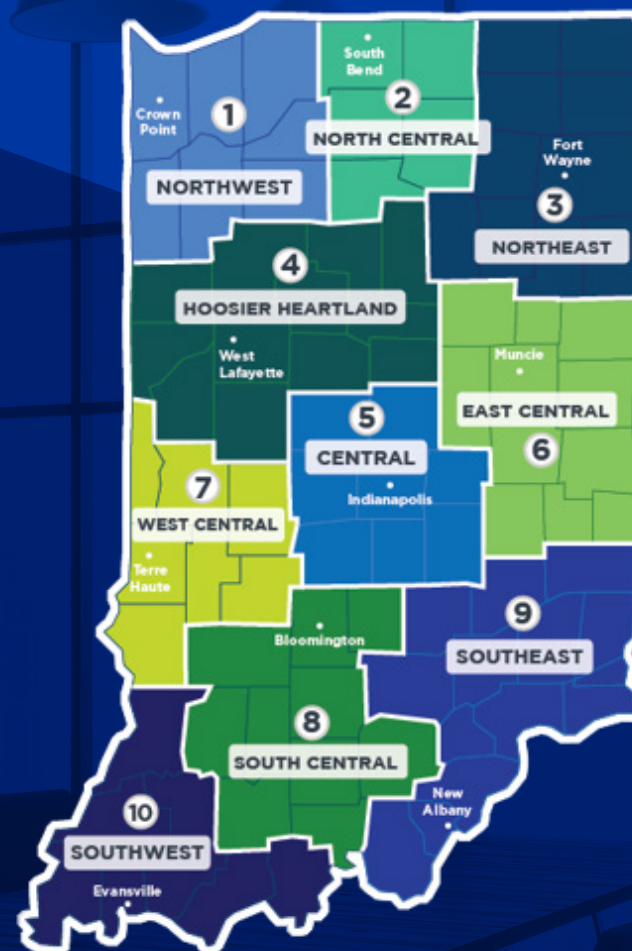 South
Bend
2
NORTH CENTRAL
Crown
Point
1
NORTHWEST
Fort
Wayne
3
NORTHEAST
4
HOOSIER HEARTLAND
West
Lafayette
Muncie
EAST CENTRAL
6
5
CENTRAL
Indianapolis
7
WEST CENTRAL
Terre
Haute
Bloomington
9
SOUTHEAST
8
SOUTH CENTRAL
New
Albany
10
SOUTHWEST
Evansville